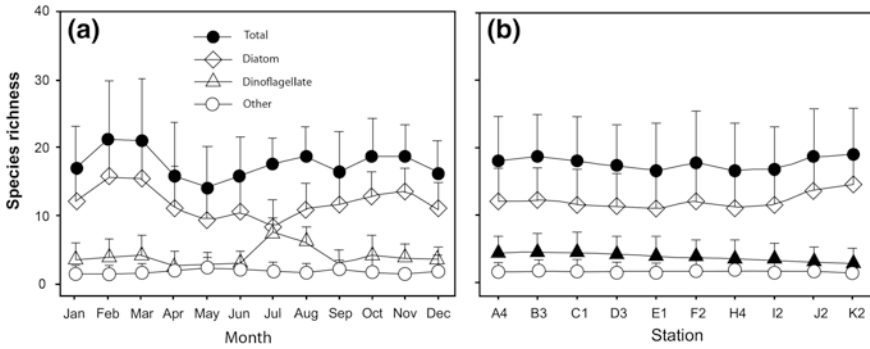 (a)
Total
Diatom
Dinoflagellate
Other
Species richness
40
30
20
10
0
Jan Feb Mar Apr May Jun Jul Aug Sep Oct Nov Dec
Month
(b)
A4 B3 C1 D3 E1 F2 H4 I2 J2 K2
Station